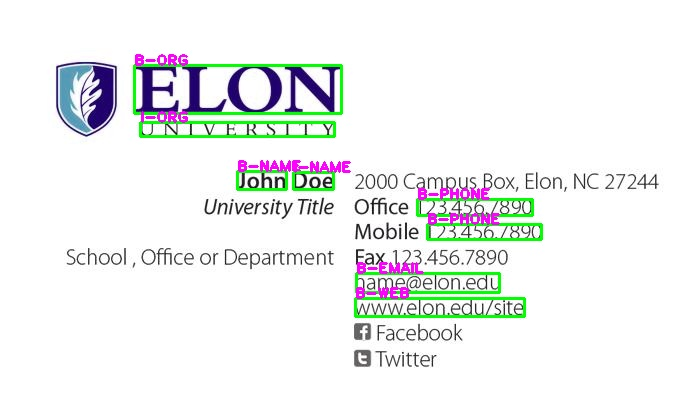 B-ORG
ELON
I-ORG
UNIVERSITY
B-NAME I-NAME
John Doe
University Title
School , Office or Department
2000 Campus Box, Elon, NC 27244
B-PHONE
Office 123.456.7890
B-PHONE
Mobile 123.456.7890
Fax 123.456.7890
B-EMAIL
name@elon.edu
B-WEB
www.elon.edu/site
Facebook
Twitter